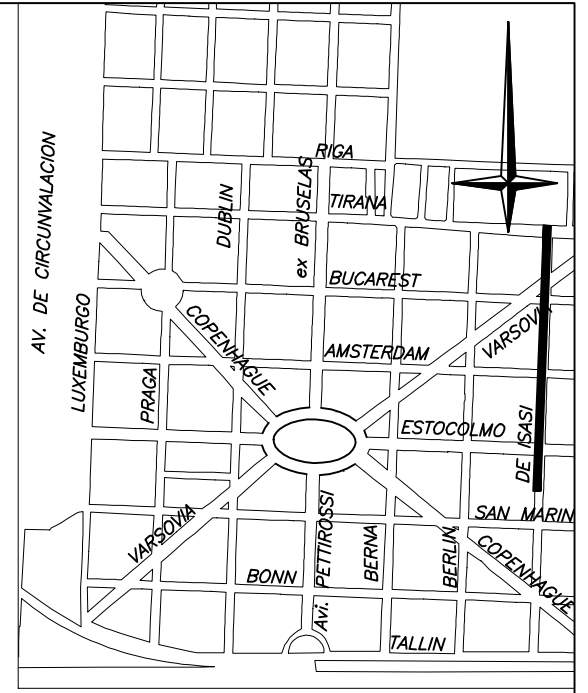 AV. DE CIRCUNVALACION
RIGA
TIRANA
DUBLIN
ex BRUSELAS
BUCAREST
LUXEMBURGO
COPENHAGUE
VARSOVIA
AMSTERDAM
PRAGA
ESTOCOLMO
DE ISASI
SAN MARIN
VARSOVIA
Avi. PETTIROSSI
BERNA
BERLIN
COPENHAGUE
BONN
TALLIN